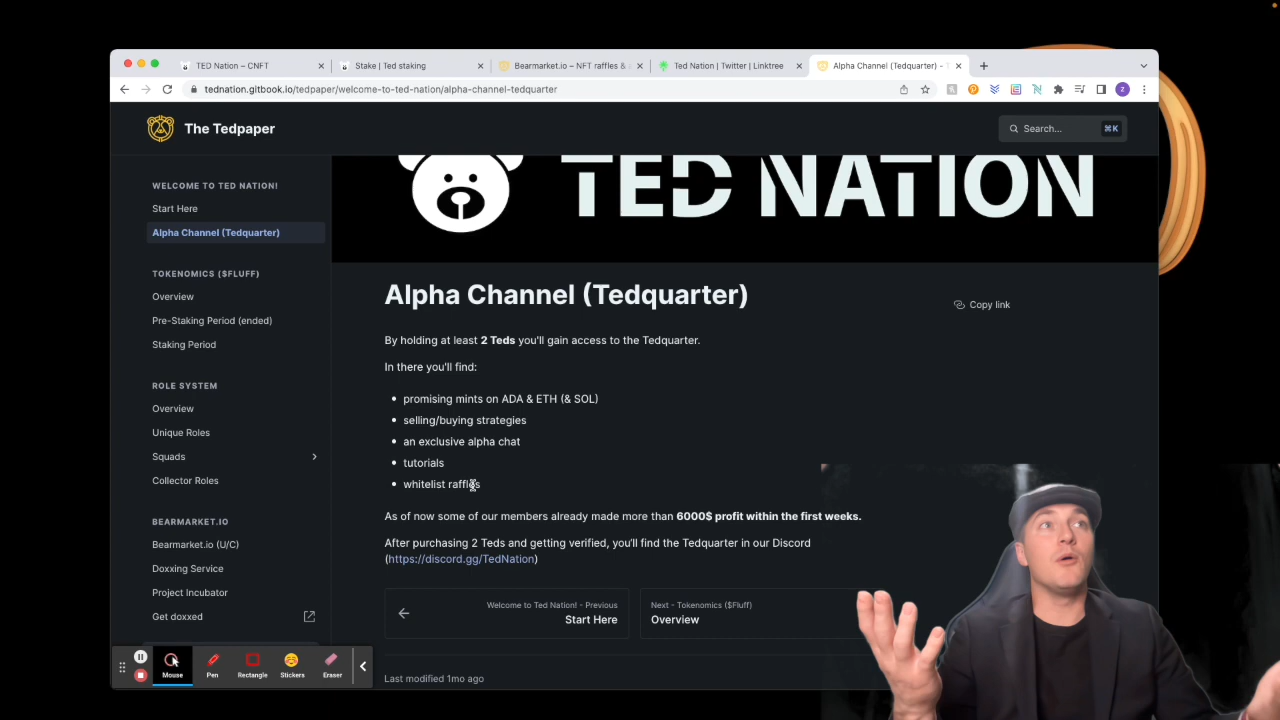 TED Nation – CNFT
Stake | Ted staking
Bearmarket.io – NFT raffles & c
Ted Nation | Twitter | Linktree
Alpha Channel (Tedquarter) –
tednation.gitbook.io/tedpaper/welcome-to-ted-nation/alpha-channel-tedquarter
z
The Tedpaper
Search...
⌘K
WELCOME TO TED NATION!
Start Here
Alpha Channel (Tedquarter)
TOKENOMICS ($FLUFF)
Overview
Pre-Staking Period (ended)
Staking Period
ROLE SYSTEM
Overview
Unique Roles
Squads
Collector Roles
BEARMARKET.IO
Bearmarket.io (U/C)
Doxxing Service
Project Incubator
Get doxxed
TED NATION
Alpha Channel (Tedquarter)
Copy link
By holding at least 2 Teds you'll gain access to the Tedquarter.
In there you'll find:
• promising mints on ADA & ETH (& SOL)
• selling/buying strategies
• an exclusive alpha chat
• tutorials
• whitelist raffles
As of now some of our members already made more than 6000$ profit within the first weeks.
After purchasing 2 Teds and getting verified, you'll find the Tedquarter in our Discord
(https://discord.gg/TedNation)
Welcome to Ted Nation! - Previous
Start Here
Next - Tokenomics ($Fluff)
Overview
Last modified 1mo ago
Mouse
Pen
Rectangle
Stickers
Eraser